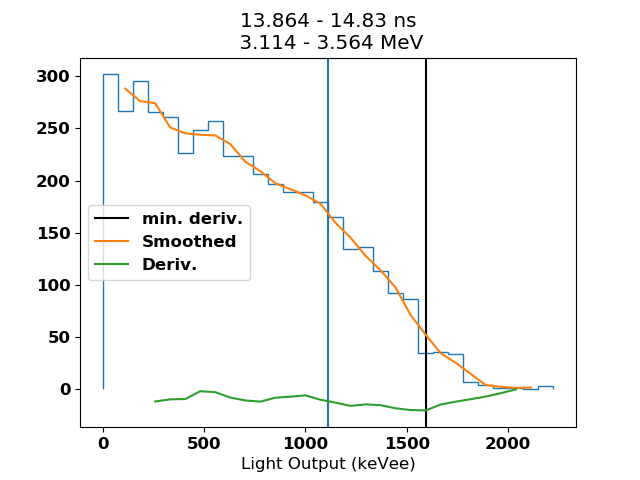 13.864 - 14.83 ns
3.114 - 3.564 MeV
300
250
200
150
100
50
0
min. deriv.
Smoothed
Deriv.
0 500 1000 1500 2000
Light Output (keVee)